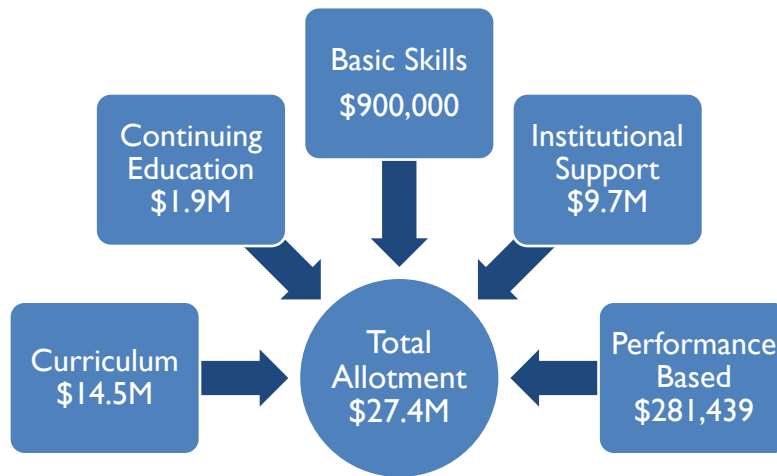 Basic Skills
$900,000
Continuing
Education
$1.9M
Institutional
Support
$9.7M
Curriculum
$14.5M
Total
Allotment
$27.4M
Performance
Based
$281,439